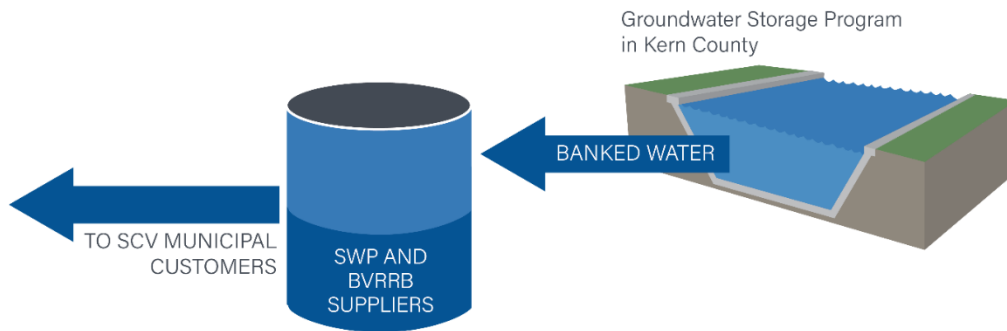 Groundwater Storage Program
in Kern County
BANKED WATER
TO SCV MUNICIPAL
CUSTOMERS
SWP AND
BVRRB
SUPPLIERS